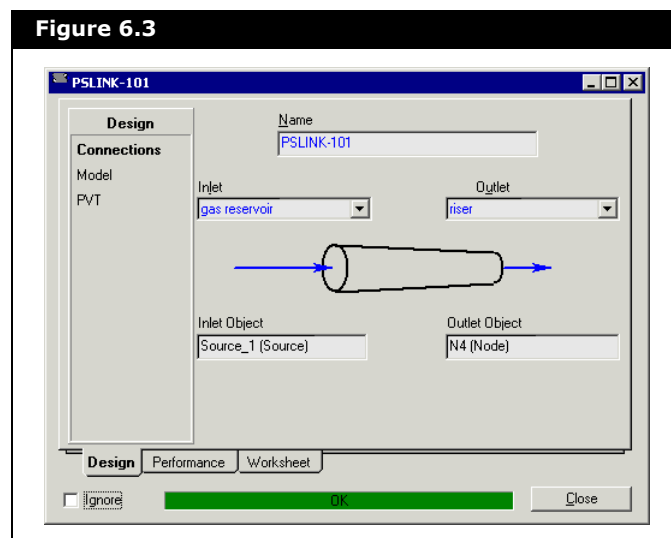 Figure 6.3
PSLINK-101
Design
Connections
Model
PVT
Name
PSLINK-101
Inlet
gas reservoir
Outlet
riser
Inlet Object
Source_1 (Source)
Outlet Object
N4 (Node)
Design Performance Worksheet
Ignore OK Close